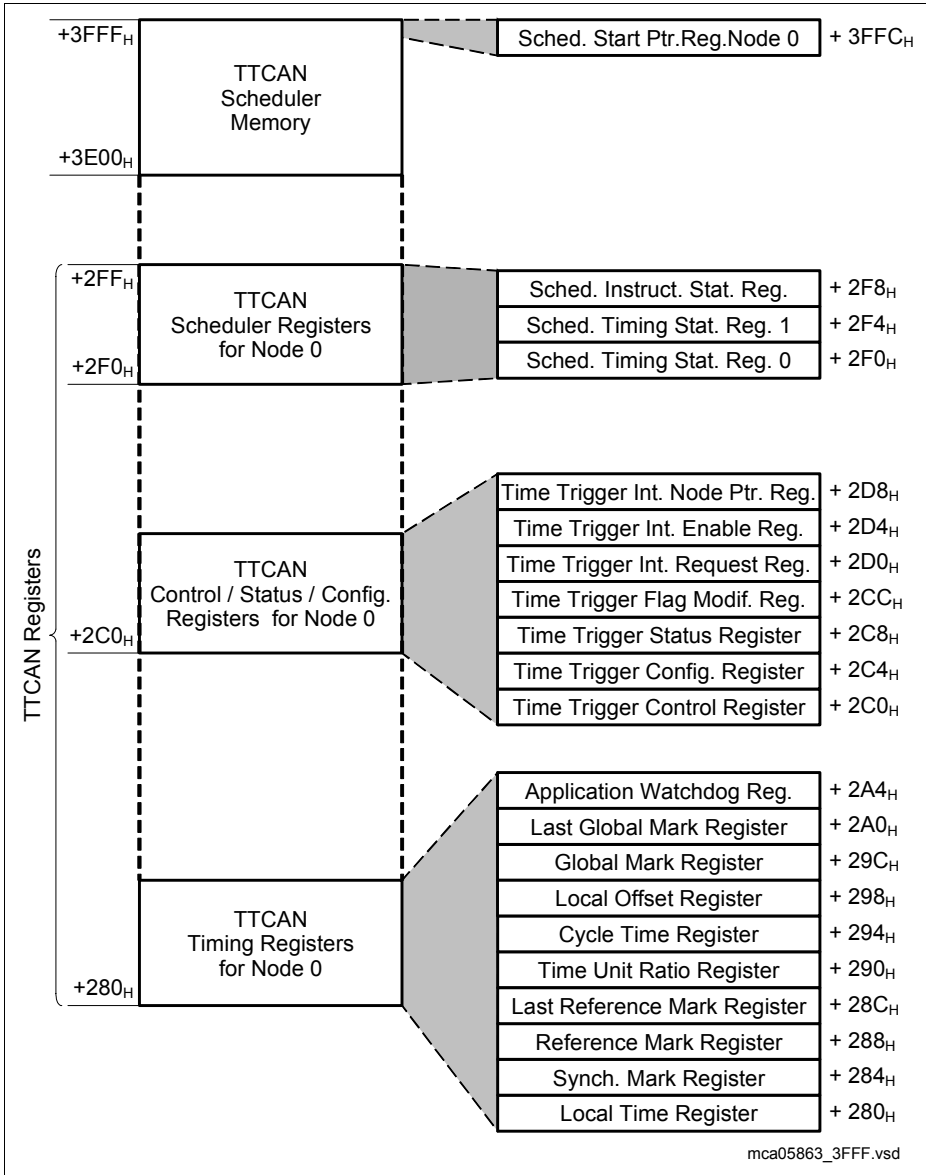 +3FFFH
TTCAN
Scheduler
Memory
+3E00H
Sched. Start Ptr.Reg.Node 0
+ 3FFCH
TTCAN Registers
+2FFH
TTCAN
Scheduler Registers
for Node 0
+2F0H
Sched. Instruct. Stat. Reg.
+ 2F8H
Sched. Timing Stat. Reg. 1
+ 2F4H
Sched. Timing Stat. Reg. 0
+ 2F0H
TTCAN
Control / Status / Config.
Registers for Node 0
+2C0H
Time Trigger Int. Node Ptr. Reg.
+ 2D8H
Time Trigger Int. Enable Reg.
+ 2D4H
Time Trigger Int. Request Reg.
+ 2D0H
Time Trigger Flag Modif. Reg.
+ 2CCH
Time Trigger Status Register
+ 2C8H
Time Trigger Config. Register
+ 2C4H
Time Trigger Control Register
+ 2C0H
TTCAN
Timing Registers
for Node 0
+280H
Application Watchdog Reg.
+ 2A4H
Last Global Mark Register
+ 2A0H
Global Mark Register
+ 29CH
Local Offset Register
+ 298H
Cycle Time Register
+ 294H
Time Unit Ratio Register
+ 290H
Last Reference Mark Register
+ 28CH
Reference Mark Register
+ 288H
Synch. Mark Register
+ 284H
Local Time Register
+ 280H
mca05863_3FFF.vsd